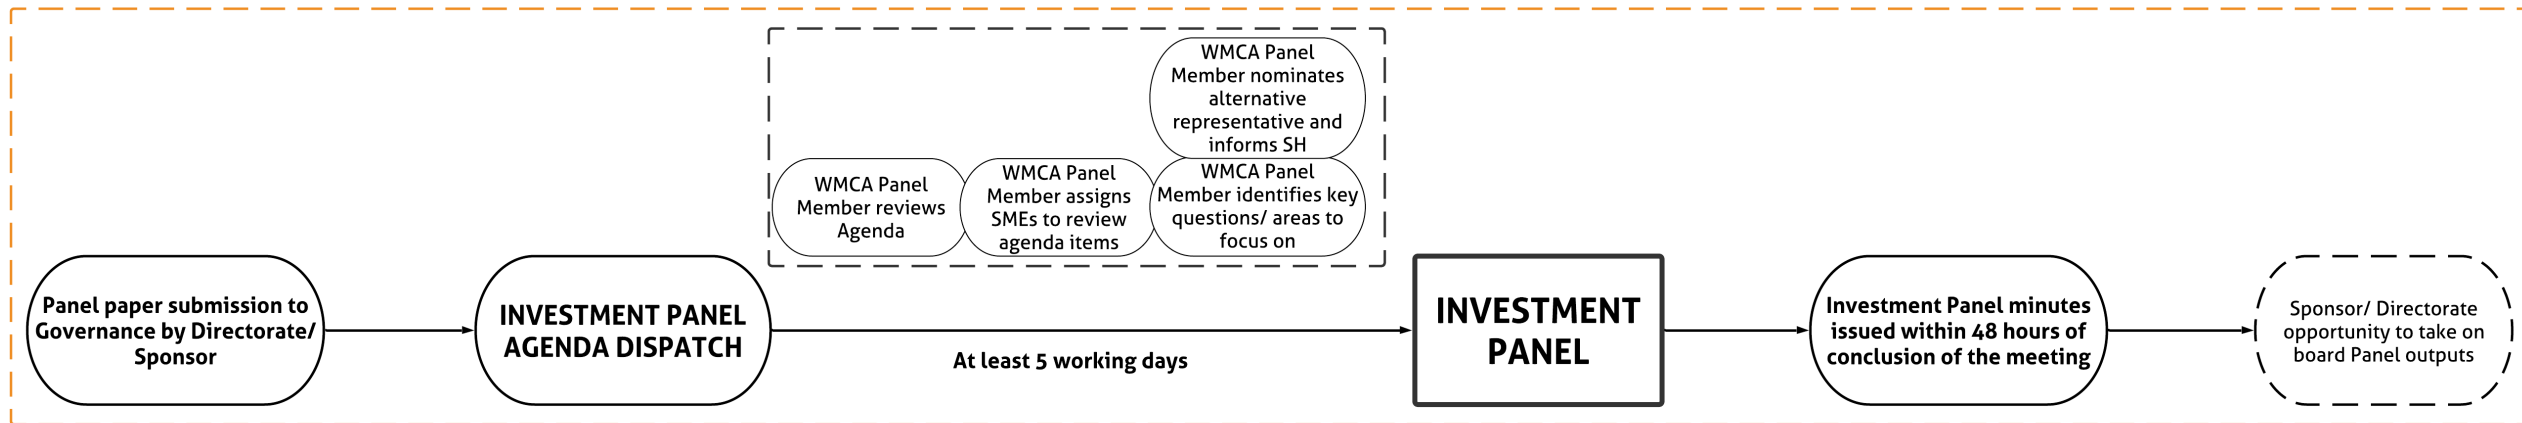 WMCA Panel
Member nominates
alternative
representative and
informs SH
WMCA Panel
Member reviews
Agenda
WMCA Panel
Member assigns
SMEs to review
agenda items
WMCA Panel
Member identifies key
questions/ areas to
focus on
Panel paper submission to
Governance by Directorate/
Sponsor
INVESTMENT PANEL
AGENDA DISPATCH
At least 5 working days
INVESTMENT
PANEL
Investment Panel minutes
issued within 48 hours of
conclusion of the meeting
Sponsor/ Directorate
opportunity to take on
board Panel outputs